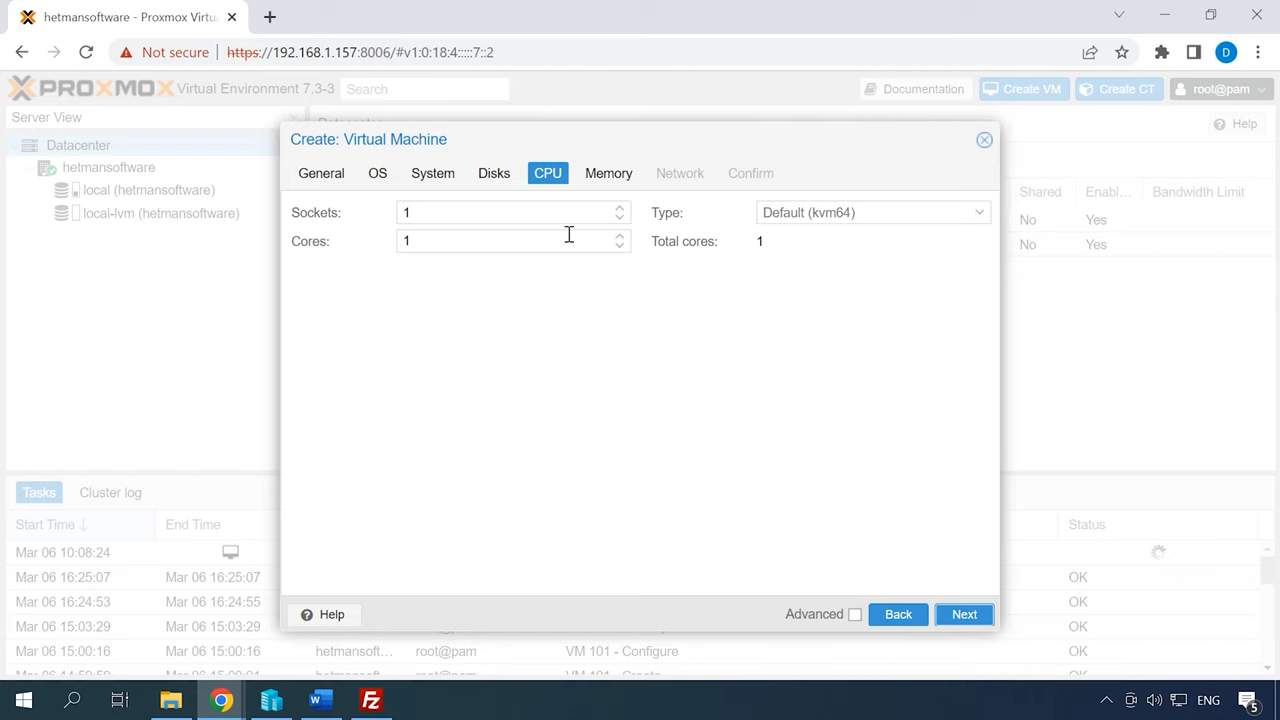 hetmansoftware - Proxmox Virtu
Not secure
https://192.168.1.157:8006/#v1:0:18:4:::::7::2
D
PROXMOX Virtual Environment 7.3-3
Search
Documentation
Create VM
Create CT
root@pam
Server View
Help
Datacenter
hetmansoftware
local (hetmansoftware)
local-lvm (hetmansoftware)
Shared
Enabl...
Bandwidth Limit
No
Yes
No
Yes
Create: Virtual Machine
General
OS
System
Disks
CPU
Memory
Network
Confirm
Sockets:
1
Type:
Default (kvm64)
Cores:
1
Total cores:
1
Help
Advanced
Back
Next
Tasks
Cluster log
Start Time
End Time
Status
Mar 06 10:08:24
Mar 06 16:25:07
Mar 06 16:25:07
OK
Mar 06 16:24:53
Mar 06 16:24:55
OK
Mar 06 15:03:29
Mar 06 15:03:29
OK
Mar 06 15:00:16
Mar 06 15:00:16
hetmansoft...
root@pam
VM 101 - Configure
OK
ENG
5